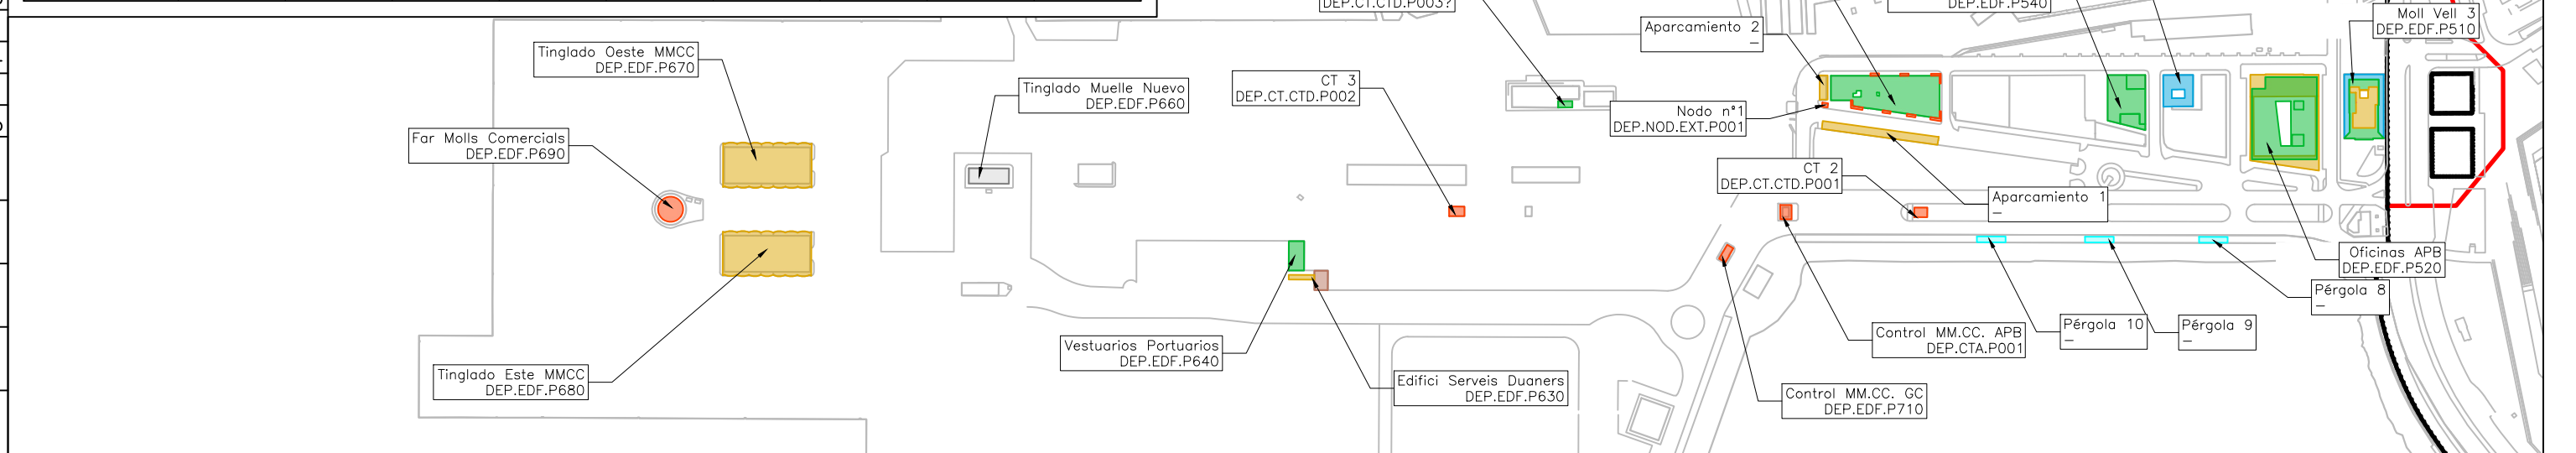 DEP.CT.CTD.P003?
DEP.EDF.P540
Moll Vell 3
DEP.EDF.P510
Aparcamiento 2
–
Tinglado Oeste MMCC
DEP.EDF.P670
Tinglado Muelle Nuevo
DEP.EDF.P660
CT 3
DEP.CT.CTD.P002
Nodo nº1
DEP.NOD.EXT.P001
Far Molls Comercials
DEP.EDF.P690
CT 2
DEP.CT.CTD.P001
Aparcamiento 1
–
Oficinas APB
DEP.EDF.P520
Pérgola 8
–
Pérgola 10
–
Pérgola 9
–
Control MM.CC. APB
DEP.CTA.P001
Vestuarios Portuarios
DEP.EDF.P640
Tinglado Este MMCC
DEP.EDF.P680
Edifici Serveis Duaners
DEP.EDF.P630
Control MM.CC. GC
DEP.EDF.P710